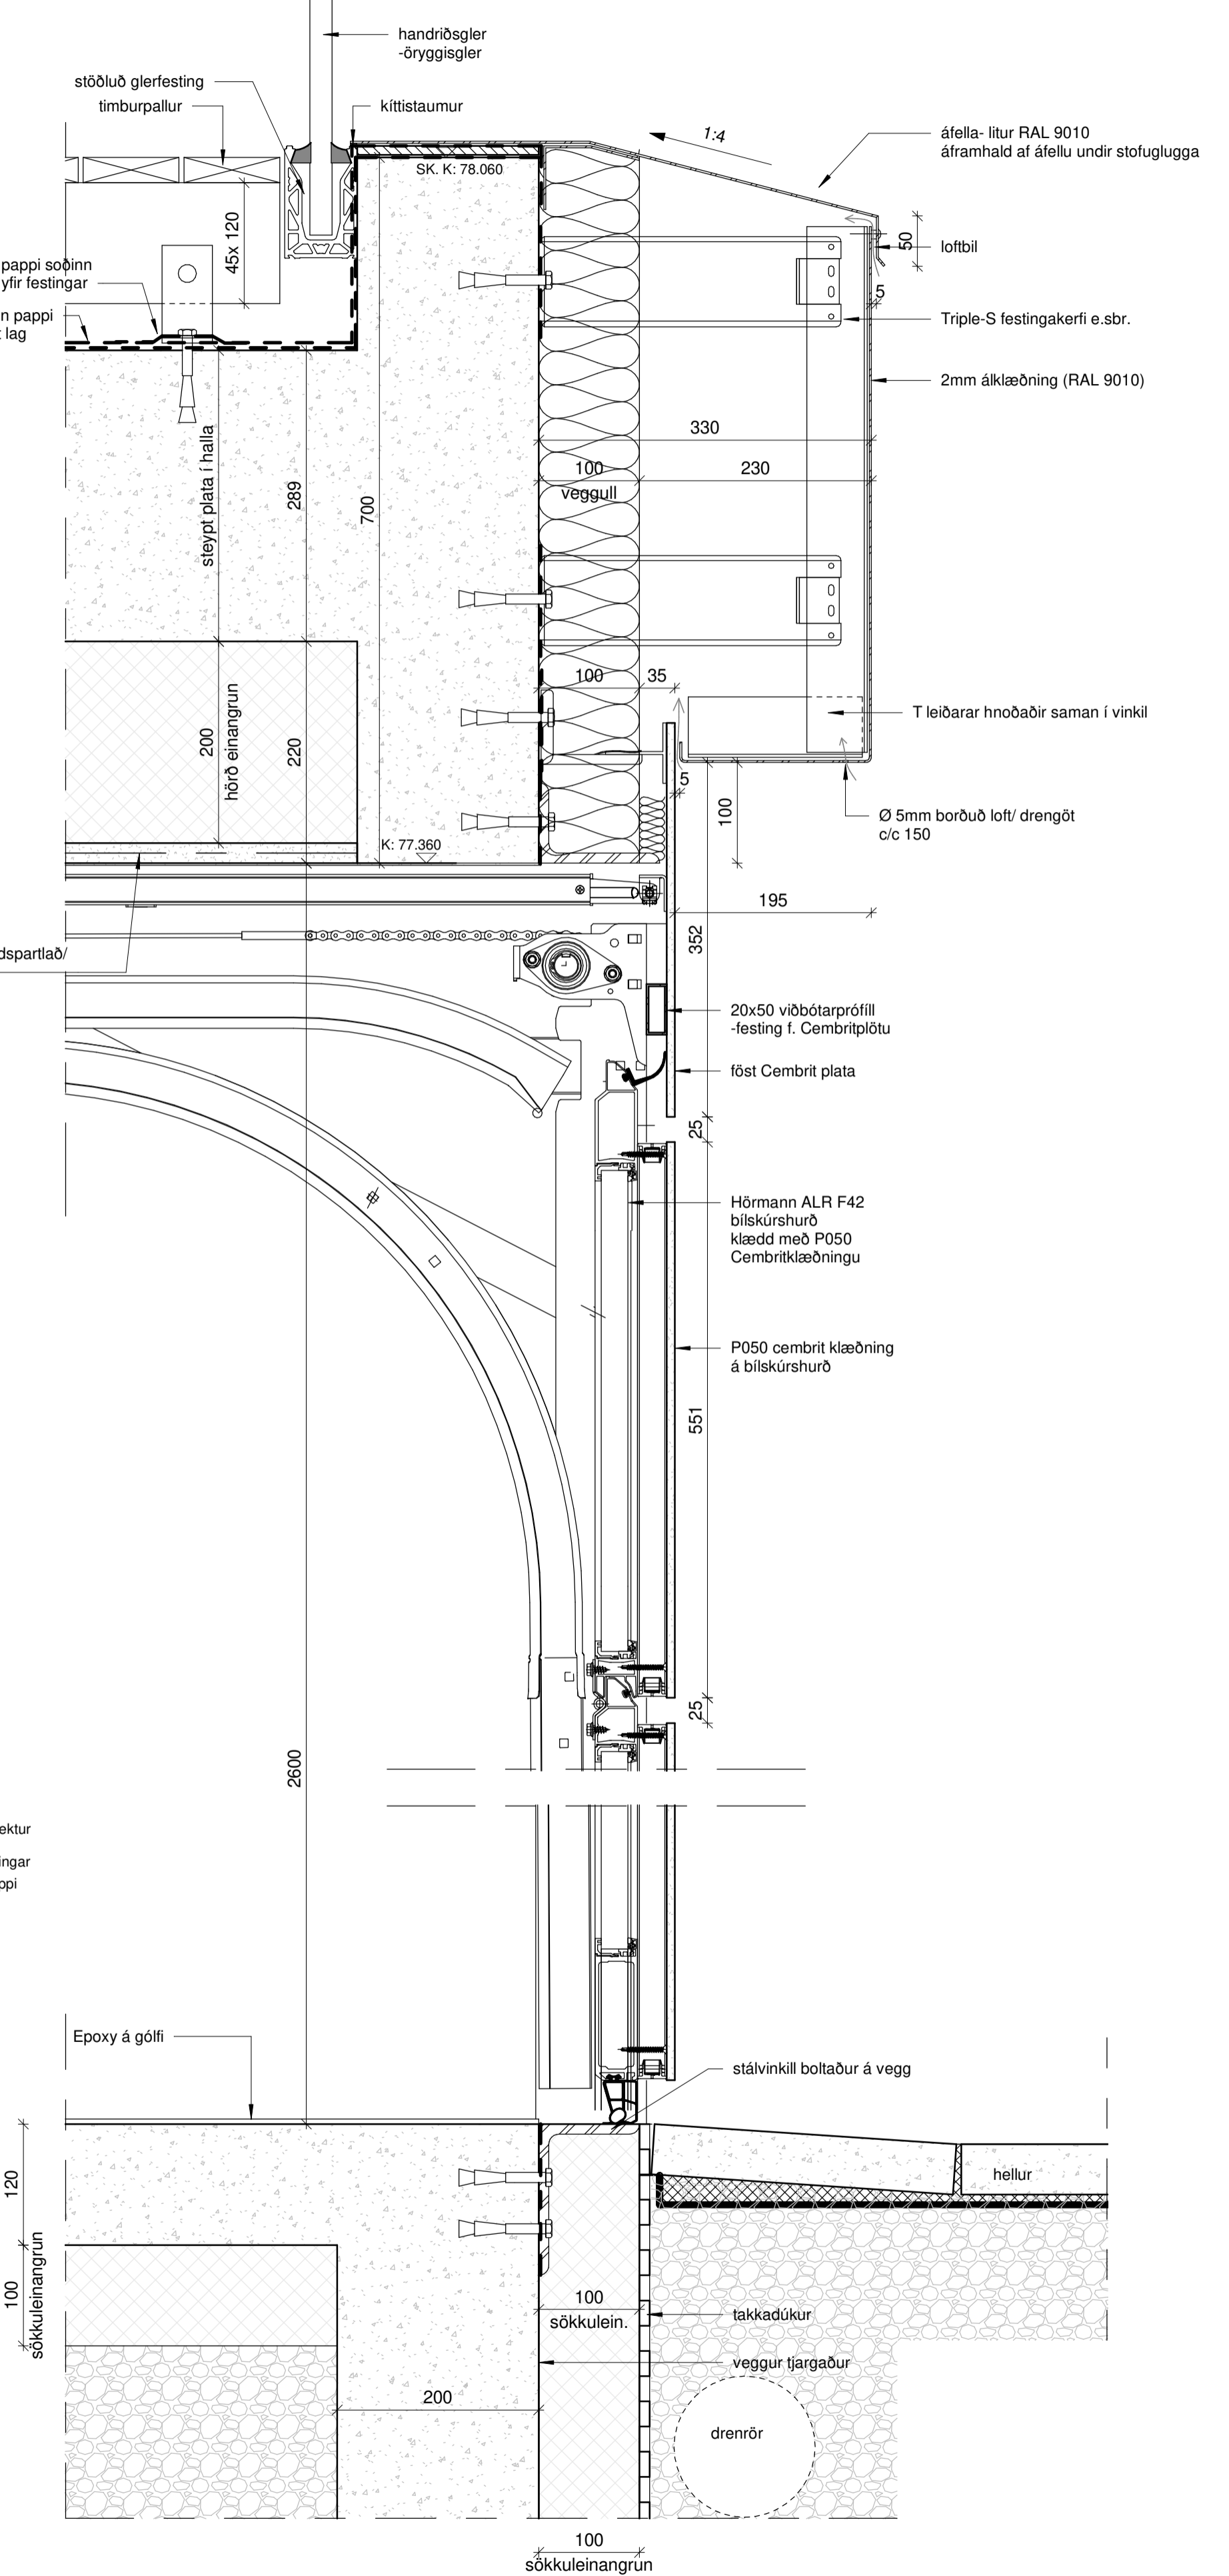 handriðsgler
-öryggisgler
stöðluð glerfesting
timburpallur
kíttistaumur
1:4
áfella- litur RAL 9010
áframhald af áfellu undir stofuglugga
SK. K: 78.060
45x 120
50
loftbil
pappi soðinn
yfir festingar
5
pappi
lag
Triple-S festingakerfi e.sbr.
2mm álklæðning (RAL 9010)
330
100
veggull
230
steypt plata í halla
289
700
100
35
T leiðarar hnoðaðir saman í vinkil
200
hörð einangrun
220
5
100
Ø 5mm borðuð loft/ drengöt
c/c 150
K: 77.360
195
352
20x50 viðbótarprófíll
-festing f. Cembritplötu
föst Cembrit plata
25
Hörmann ALR F42
bílskúrshurð
klædd með P050
Cembritklæðningu
P050 cembrit klæðning
á bílskúrshurð
551
25
2600
Epoxy á gólfi
stálvinkill boltaður á vegg
120
hellur
100
sökkuleinangrun
100
sökkulein.
takkadúkur
veggur tjargaður
200
drenrör
100
sökkuleinangrun